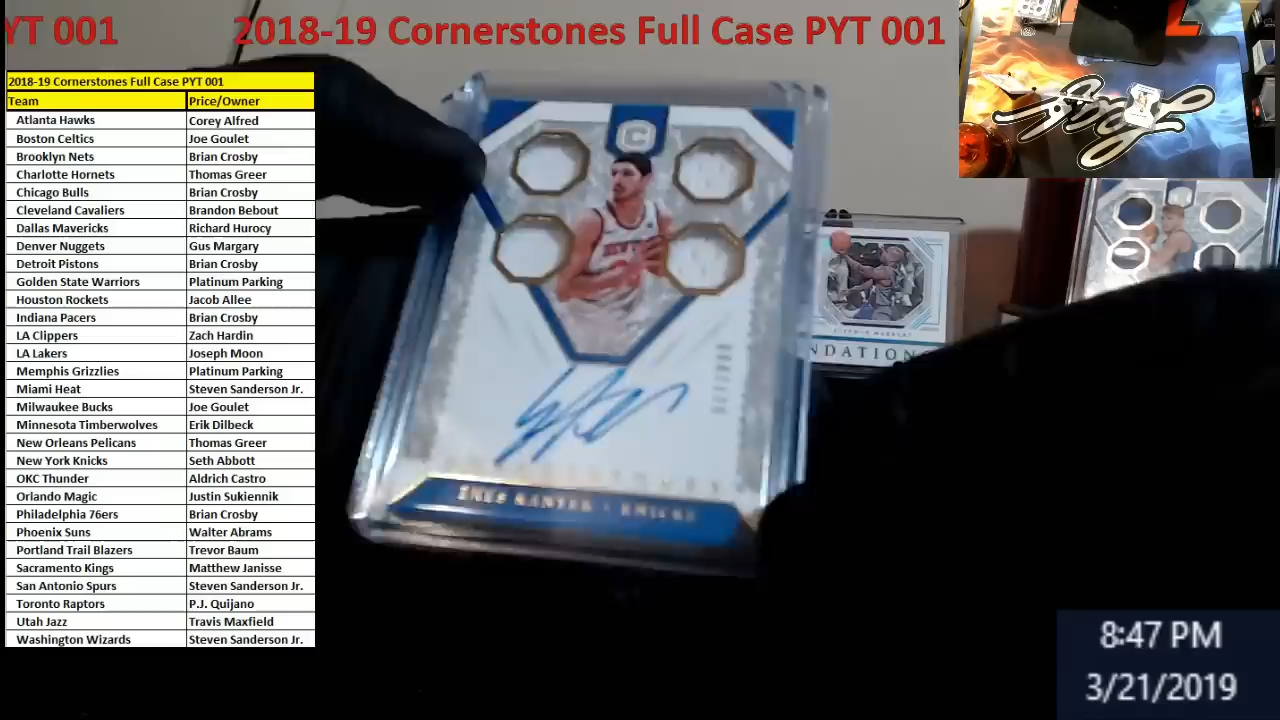 YT 001
2018-19 Cornerstones Full Case PYT 001
2018-19 Cornerstones Full Case PYT 001
Team Price/Owner
Atlanta Hawks Corey Alfred
Boston Celtics Joe Goulet
Brooklyn Nets Brian Crosby
Charlotte Hornets Thomas Greer
Chicago Bulls Brian Crosby
Cleveland Cavaliers Brandon Bebout
Dallas Mavericks Richard Hurocy
Denver Nuggets Gus Margary
Detroit Pistons Brian Crosby
Golden State Warriors Platinum Parking
Houston Rockets Jacob Allee
Indiana Pacers Brian Crosby
LA Clippers Zach Hardin
LA Lakers Joseph Moon
Memphis Grizzlies Platinum Parking
Miami Heat Steven Sanderson Jr.
Milwaukee Bucks Joe Goulet
Minnesota Timberwolves Erik Dilbeck
New Orleans Pelicans Thomas Greer
New York Knicks Seth Abbott
OKC Thunder Aldrich Castro
Orlando Magic Justin Sukiennik
Philadelphia 76ers Brian Crosby
Phoenix Suns Walter Abrams
Portland Trail Blazers Trevor Baum
Sacramento Kings Matthew Janisse
San Antonio Spurs Steven Sanderson Jr.
Toronto Raptors P.J. Quijano
Utah Jazz Travis Maxfield
Washington Wizards Steven Sanderson Jr.
C
ENES KANTER • KNICKS
NDATION
8:47 PM
3/21/2019